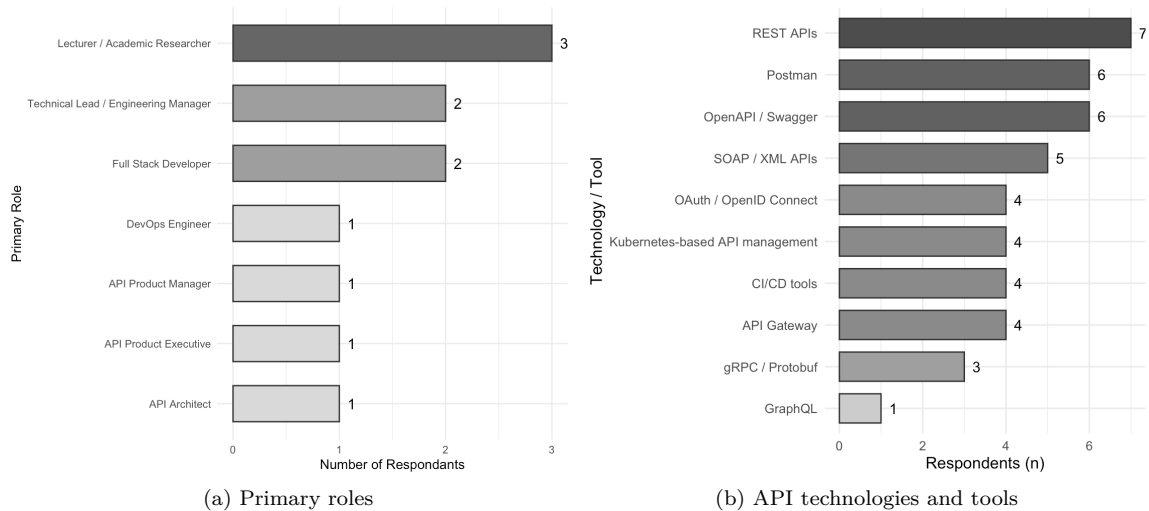 Primary Role
Lecturer / Academic Researcher 3
Technical Lead / Engineering Manager 2
Full Stack Developer 2
DevOps Engineer 1
API Product Manager 1
API Product Executive 1
API Architect 1
0 1 2 3
Number of Respondants
(a) Primary roles
Technology / Tool
REST APIs 7
Postman 6
OpenAPI / Swagger 6
SOAP / XML APIs 5
OAuth / OpenID Connect 4
Kubernetes-based API management 4
CI/CD tools 4
API Gateway 4
gRPC / Protobuf 3
GraphQL 1
0 2 4 6
Respondents (n)
(b) API technologies and tools